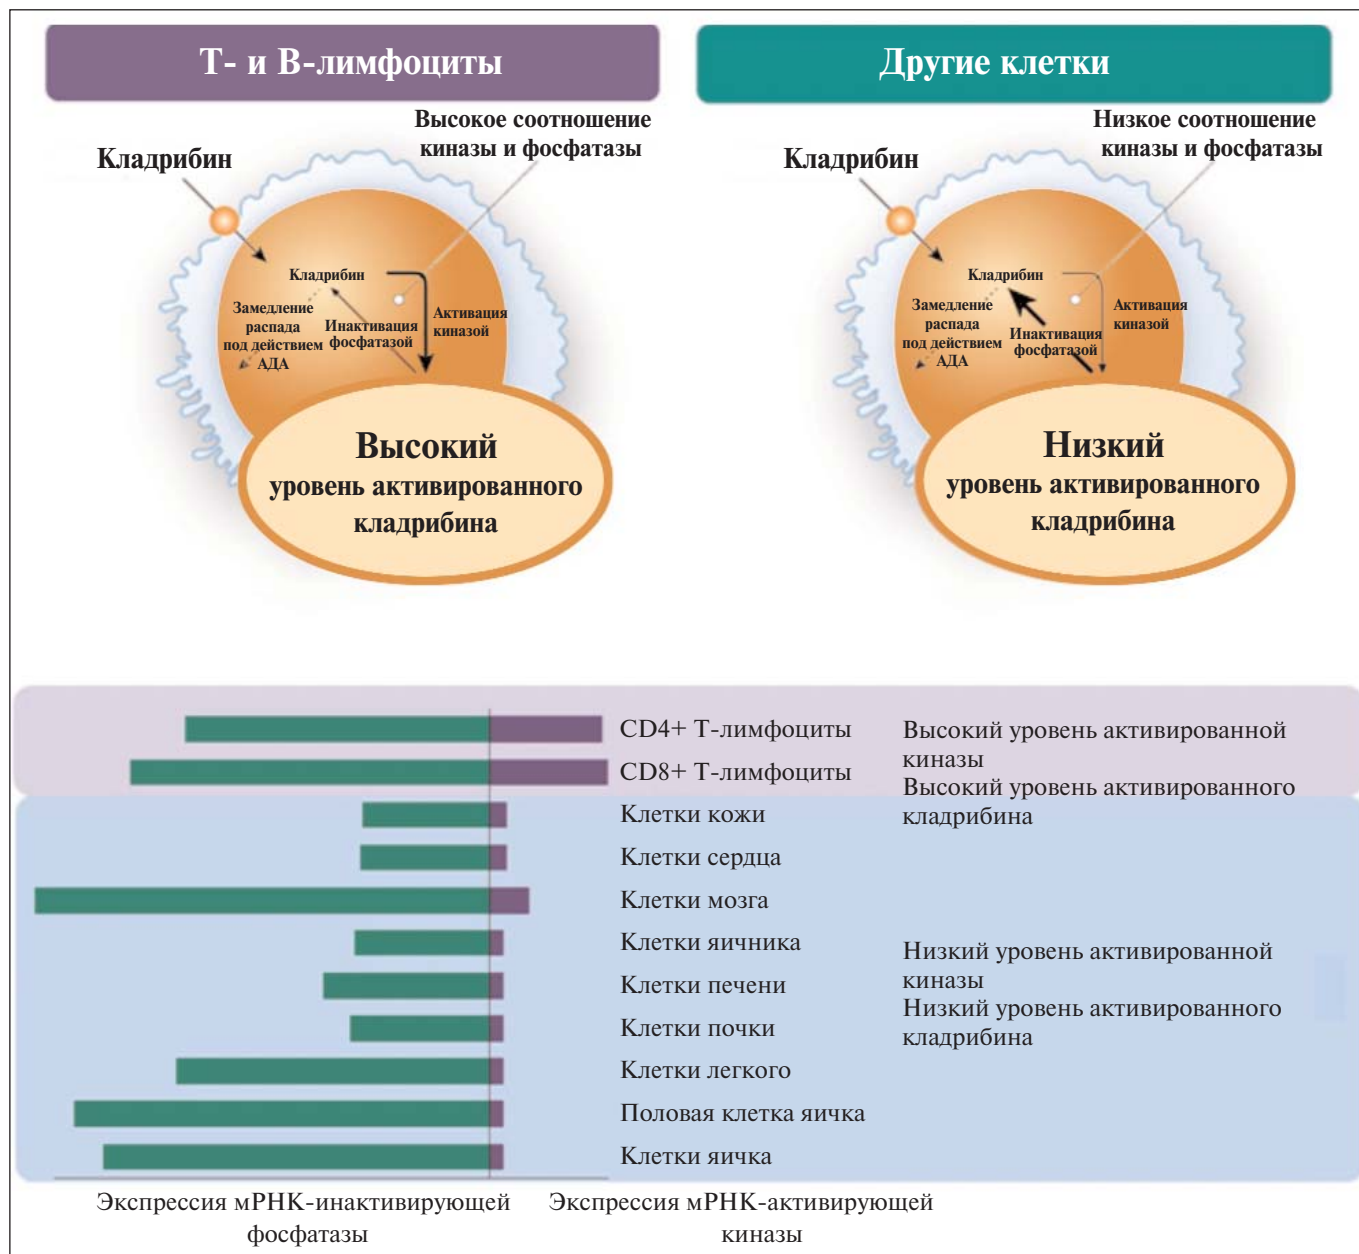 Т- и В-лимфоциты
Высокое соотношение
киназы и фосфатазы
Кладрибин
Кладрибин
Замедление
распада
под действием
АДА
Инактивация
фосфатазой
Активация
киназой
Высокий
уровень активированного
кладрибина
Другие клетки
Низкое соотношение
киназы и фосфатазы
Кладрибин
Кладрибин
Замедление
распада
под действием
АДА
Инактивация
фосфатазой
Активация
киназой
Низкий
уровень активированного
кладрибина
CD4+ Т-лимфоциты
CD8+ Т-лимфоциты
Высокий уровень активированной
киназы
Высокий уровень активированного
кладрибина
Клетки кожи
Клетки сердца
Клетки мозга
Клетки яичника
Клетки печени
Клетки почки
Клетки легкого
Половая клетка яичка
Клетки яичка
Низкий уровень активированной
киназы
Низкий уровень активированного
кладрибина
Экспрессия мРНК-инактивирующей
фосфатазы
Экспрессия мРНК-активирующей
киназы